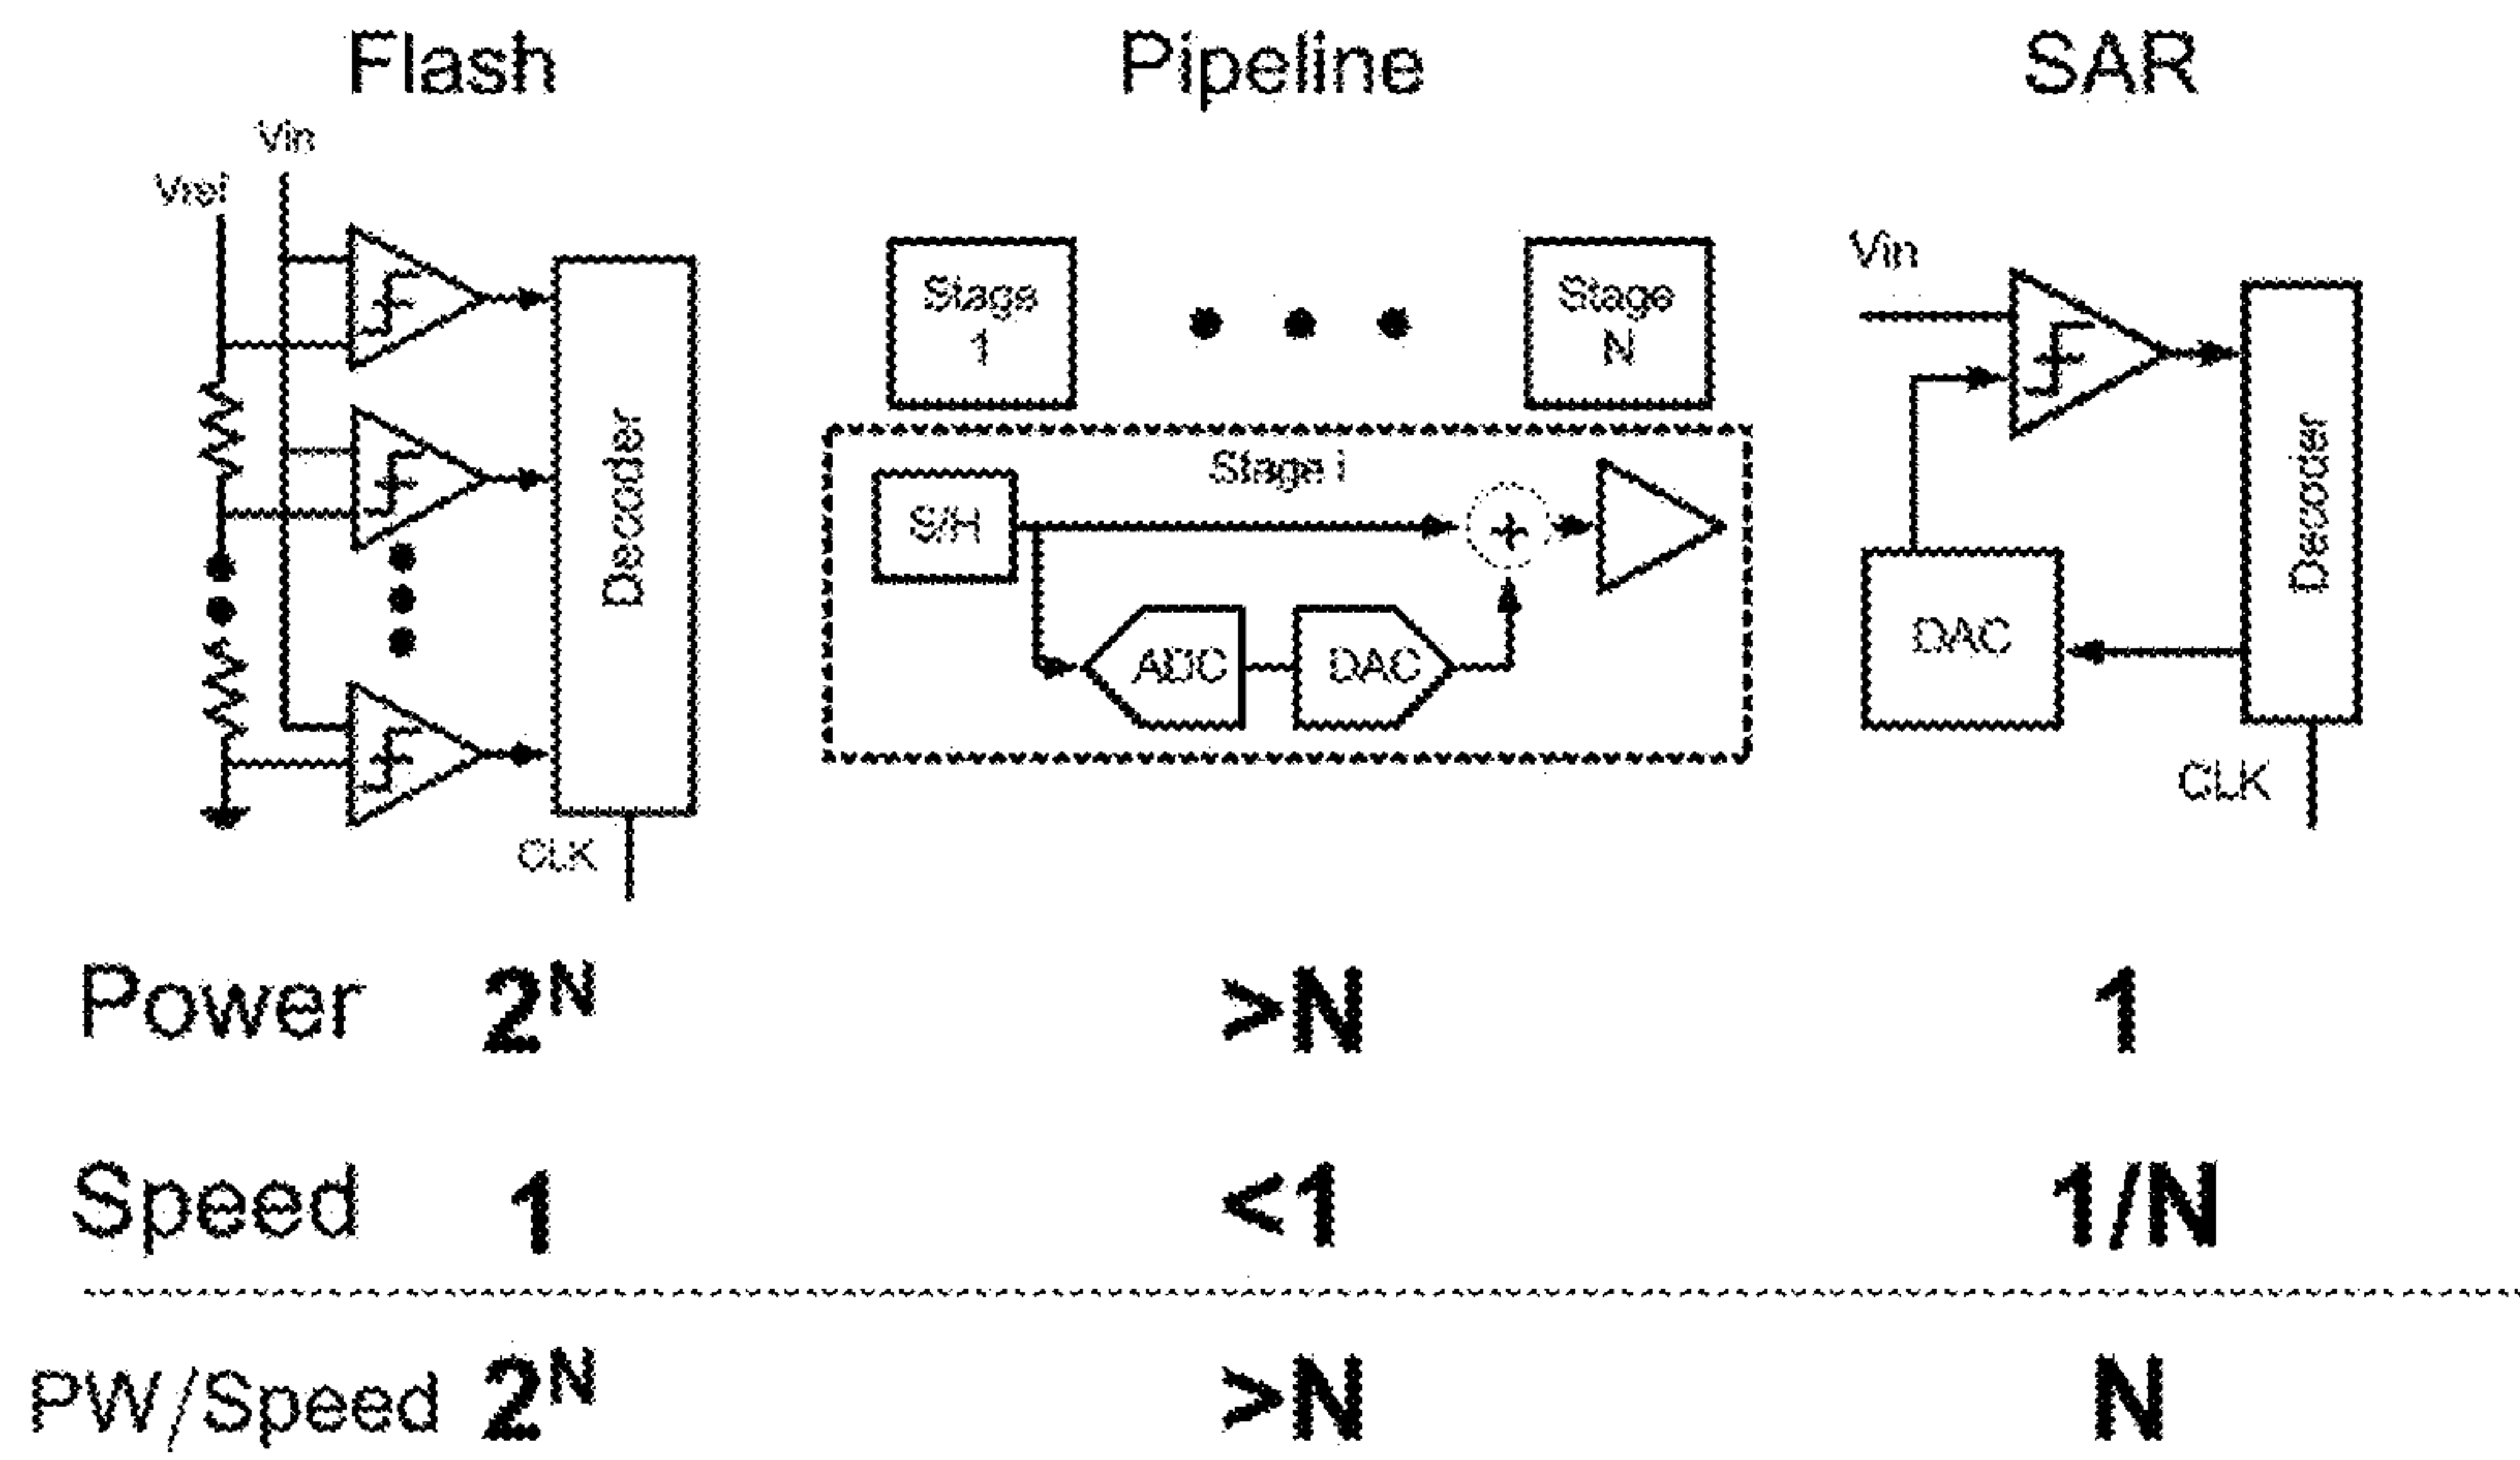 Flash
Pipeline
SAR
Vin
Vref
Decoder
CLK
Stage
1
Stage
N
Stage i
S/H
+
ADC
DAC
Vin
Decoder
DAC
CLK
Power 2^N >N 1
Speed 1 <1 1/N
PW/Speed 2^N >N N